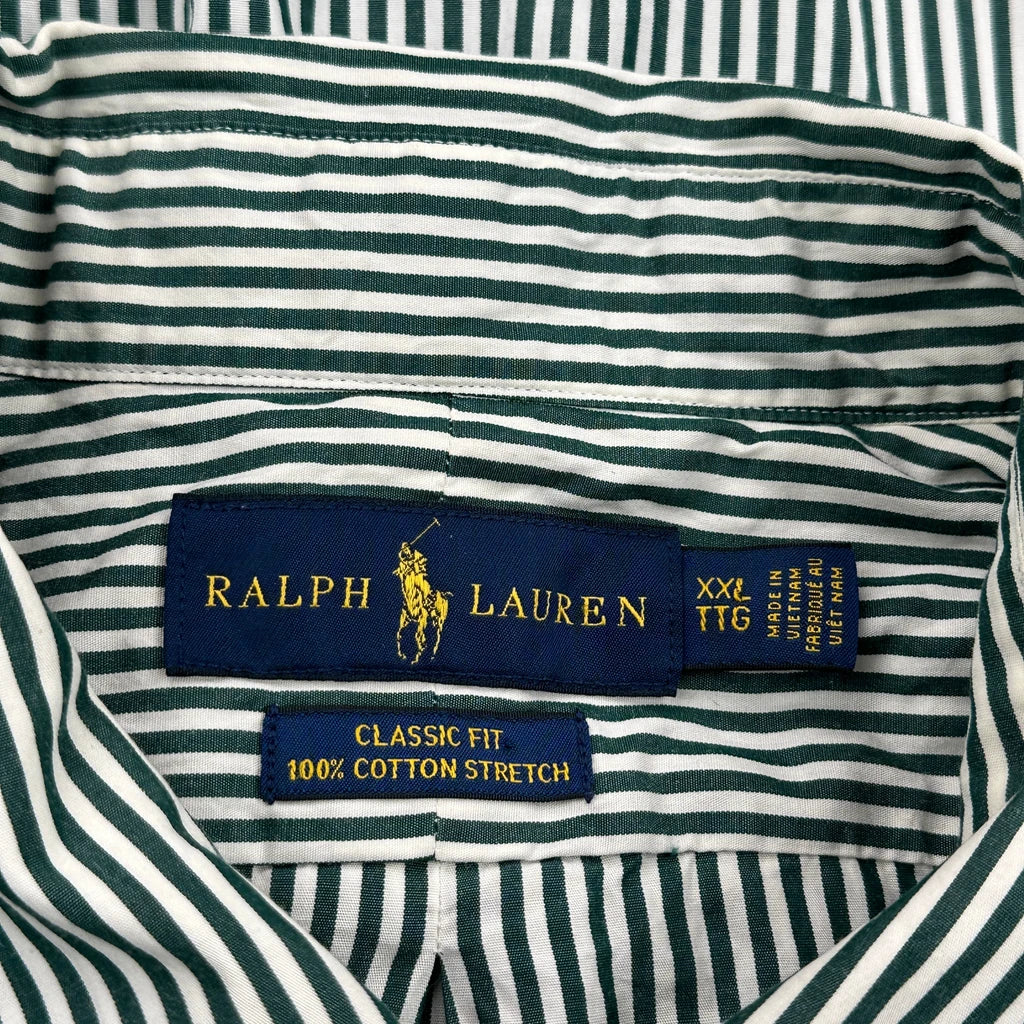 RALPH LAUREN
XXL
TTG
MADE IN
VIETNAM
FABRIQUÉ AU
VIÊT NAM
CLASSIC FIT
100% COTTON STRETCH